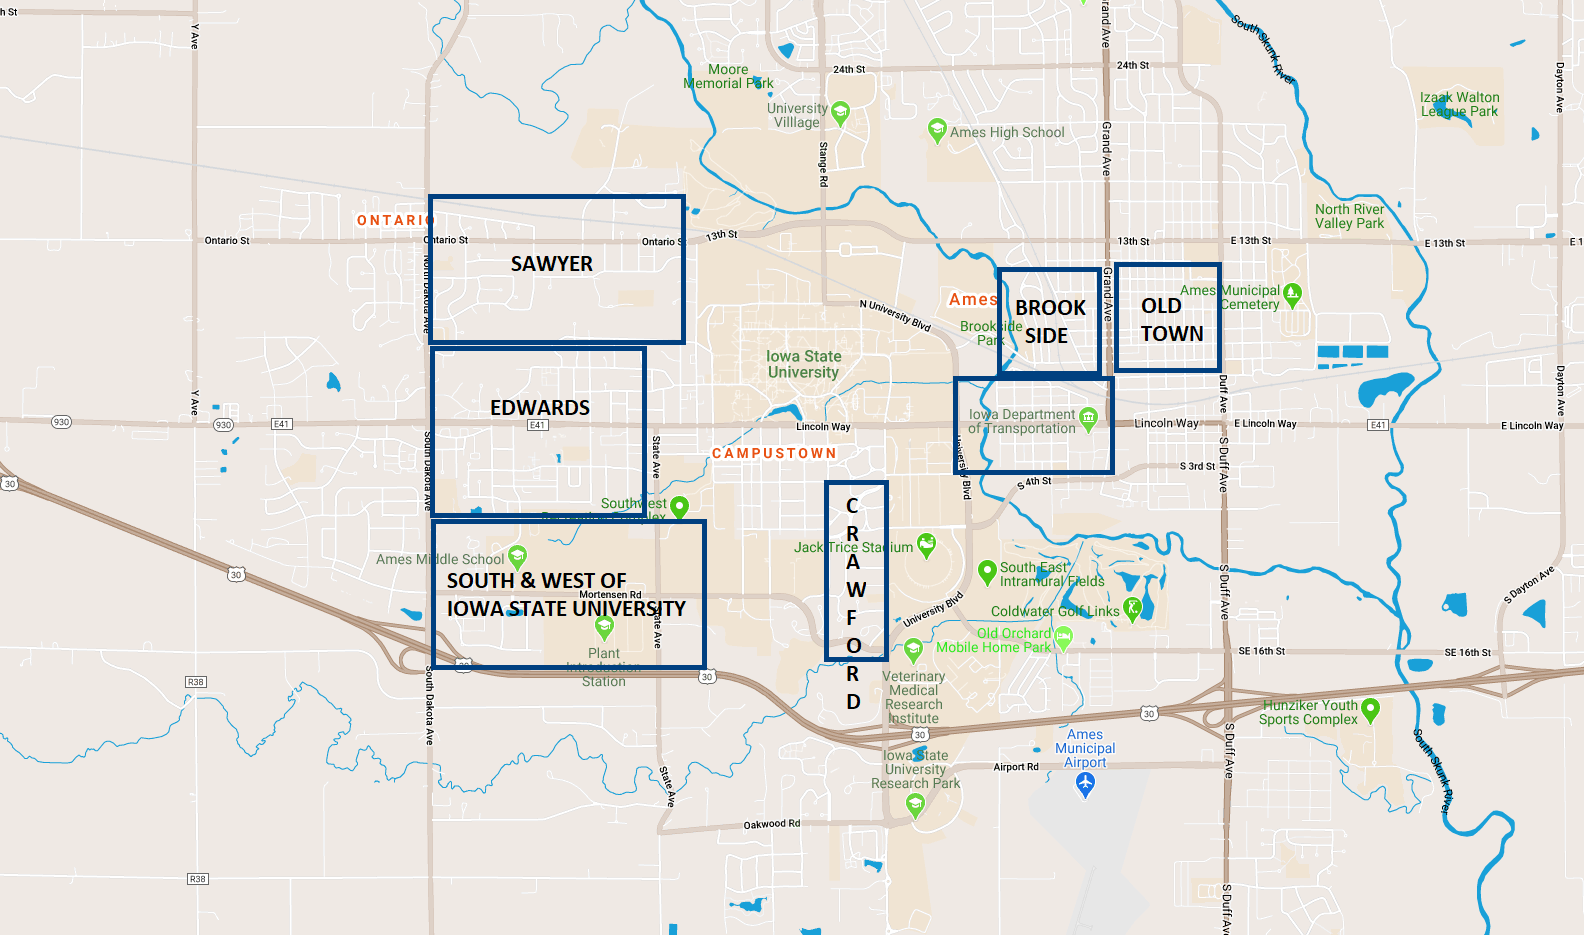 h St
Y Ave
Grand Ave
South Skunk River
24th St
24th St
Dayton Ave
Moore
Memorial Park
University
Villlage
Izaak Walton
League Park
Ames High School
Grand Ave
Stange Rd
ONTARIO
North River
Valley Park
Ontario St
Ontario St
Ontario S
13th St
13th St
E 13th St
E 13th St
E 1
North Dakota Ave
SAWYER
Grand Ave
Ames
N University Blvd
BROOK
SIDE
Brookside
Park
OLD
TOWN
Ames Municipal
Cemetery
Iowa State
University
Y Ave
Duff Ave
Dayton Ave
EDWARDS
930
930
E41
E41
Lincoln Way
Iowa Department
of Transportation
Lincoln Way
E Lincoln Way
E41
E Lincoln Way
South Dakota Ave
State Ave
CAMPUSTOWN
University Blvd
S 3rd St
S 4th St
S Duff Ave
30
Southwest
CRAWFORD
Jack Trice Stadium
Ames Middle School
30
SOUTH & WEST OF
IOWA STATE UNIVERSITY
Mortensen Rd
State Ave
South East
Intramural Fields
Coldwater Golf Links
University Blvd
S Duff Ave
S Dayton Ave
Old Orchard
Mobile Home Park
Plant
Introduction
Station
30
30
SE 16th St
SE 16th St
R38
South Dakota Ave
Veterinary
Medical
Research
Institute
30
30
Hunziker Youth
Sports Complex
Ames
Municipal
Airport
Iowa State
University
Research Park
Airport Rd
S Duff Ave
South Skunk River
State Ave
Oakwood Rd
R38
S Duff Ave